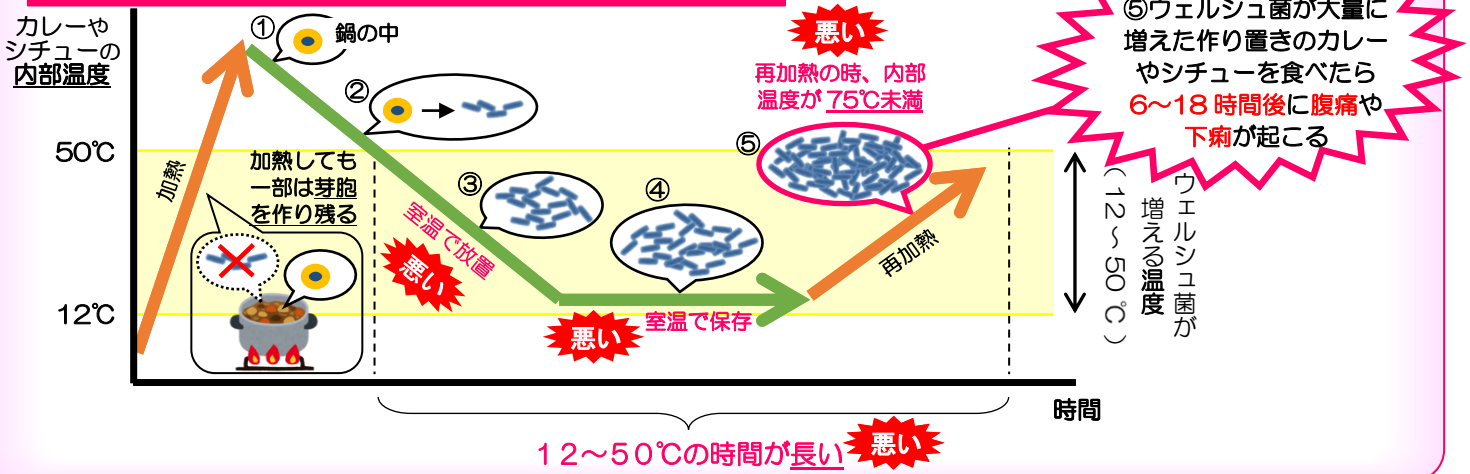 カレーや
シチューの
内部温度
50℃
12℃
加熱
①
鍋の中
②
加熱しても
一部は芽胞
を作り残る
③
室温で放置
悪い
④
室温で保存
悪い
悪い
再加熱の時、内部
温度が 75℃未満
⑤
再加熱
⑤ウェルシュ菌が大量に
増えた作り置きのカレー
やシチューを食べたら
6～18 時間後に腹痛や
下痢が起こる
ウェルシュ菌が
増える温度
（12～50℃）
時間
12～50℃の時間が長い
悪い